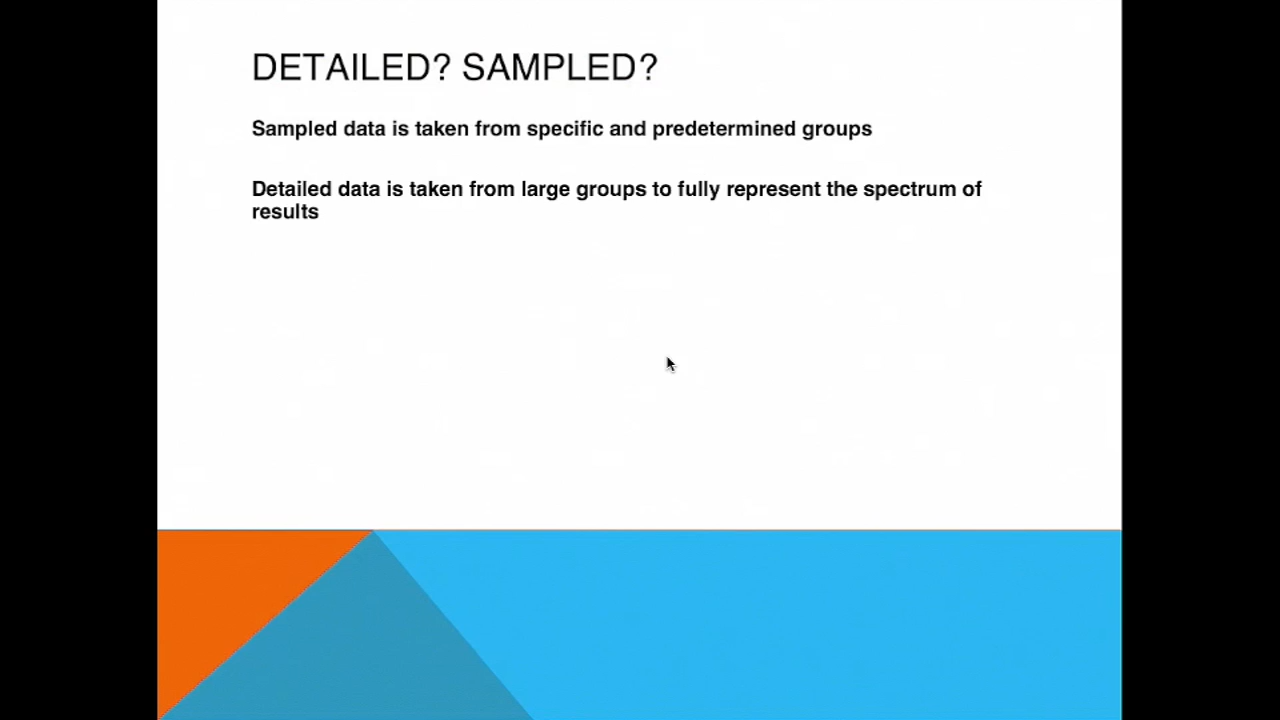 DETAILED? SAMPLED?
Sampled data is taken from specific and predetermined groups
Detailed data is taken from large groups to fully represent the spectrum of
results